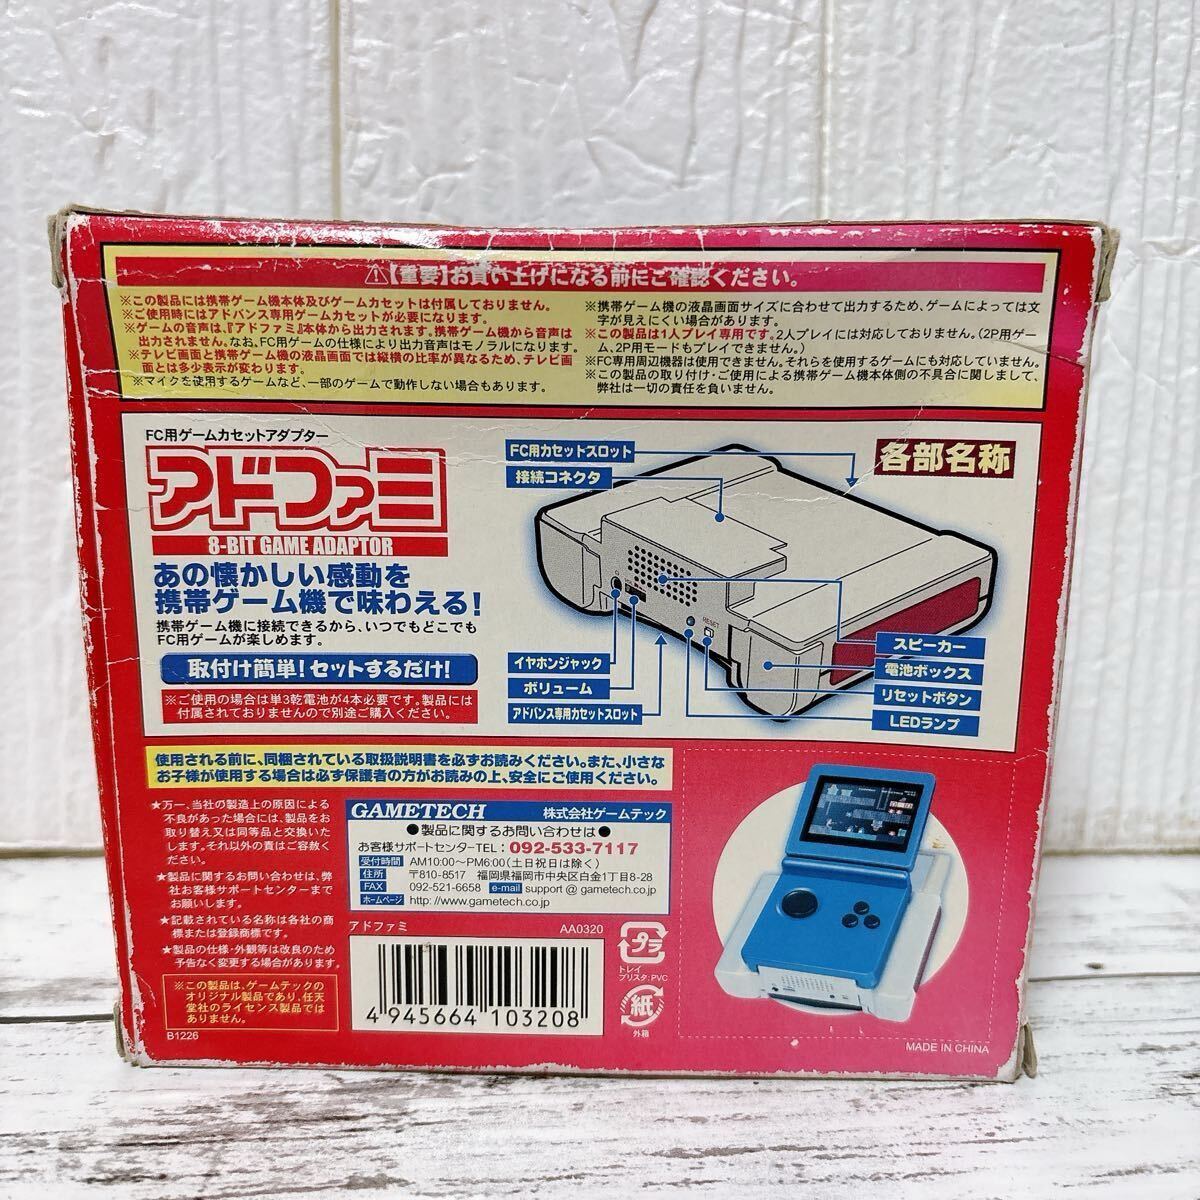 ⚠【重要】お買い上げになる前にご確認ください。
※この製品には携帯ゲーム機本体及びゲームカセットは付属しておりません。
※ご使用時にはアドバンス専用ゲームカセットが必要になります。
※ゲームの音声は、『アドファミ』本体から出力されます。携帯ゲーム機から音声は
出力されません。なお、FC用ゲームの仕様により出力音声はモノラルになります。
※テレビ画面と携帯ゲーム機の液晶画面では縦横の比率が異なるため、テレビ画
面とは多少表示が変わります。
※マイクを使用するゲームなど、一部のゲームで動作しない場合もあります。
※携帯ゲーム機の液晶画面サイズに合わせて出力するため、ゲームによっては文
字が見えにくい場合があります。
※この製品は1人プレイ専用です。2人プレイには対応しておりません。(2P用ゲー
ム、2P用モードもプレイできません。)
※FC専用周辺機器は使用できません。それらを使用するゲームにも対応していません。
※この製品の取り付け・ご使用による携帯ゲーム機本体側の不具合に関しまして、
弊社は一切の責任を負いません。
FC用ゲームカセットアダプター
アドファミ
8-BIT GAME ADAPTOR
あの懐かしい感動を
携帯ゲーム機で味わえる!
携帯ゲーム機に接続できるから、いつでもどこでも
FC用ゲームが楽しめます。
取付け簡単!セットするだけ!
※ご使用の場合は単3乾電池が4本必要です。製品には
付属されておりませんので別途ご購入ください。
各部名称
FC用カセットスロット
接続コネクタ
RESET
イヤホンジャック
ボリューム
アドバンス専用カセットスロット
スピーカー
電池ボックス
リセットボタン
LEDランプ
使用される前に、同梱されている取扱説明書を必ずお読みください。また、小さな
お子様が使用する場合は必ず保護者の方がお読みの上、安全にご使用ください。
★万一、当社の製造上の原因による
不良があった場合には、製品をお
取り替え又は同等品と交換いた
します。それ以外の責はご容赦く
ださい。
★製品に関するお問い合わせは、弊
社お客様サポートセンターまで
お願いします。
★記載されている名称は各社の商
標または登録商標です。
★製品の仕様・外観等は改良のため
予告なく変更する場合があります。
※この製品は、ゲームテックの
オリジナル製品であり、任天
堂社のライセンス製品では
ありません。
B1226
GAMETECH 株式会社ゲームテック
●製品に関するお問い合わせは●
お客様サポートセンターTEL:092-533-7117
受付時間 AM10:00～PM6:00(土日祝日は除く)
住所 〒810-8517 福岡県福岡市中央区白金1丁目8-28
FAX 092-521-6658 e-mail support@gametech.co.jp
ホームページ http://www.gametech.co.jp
アドファミ AA0320
4 945664 103208
プラ
トレイ
ブリスタ:PVC
紙
外箱
MADE IN CHINA